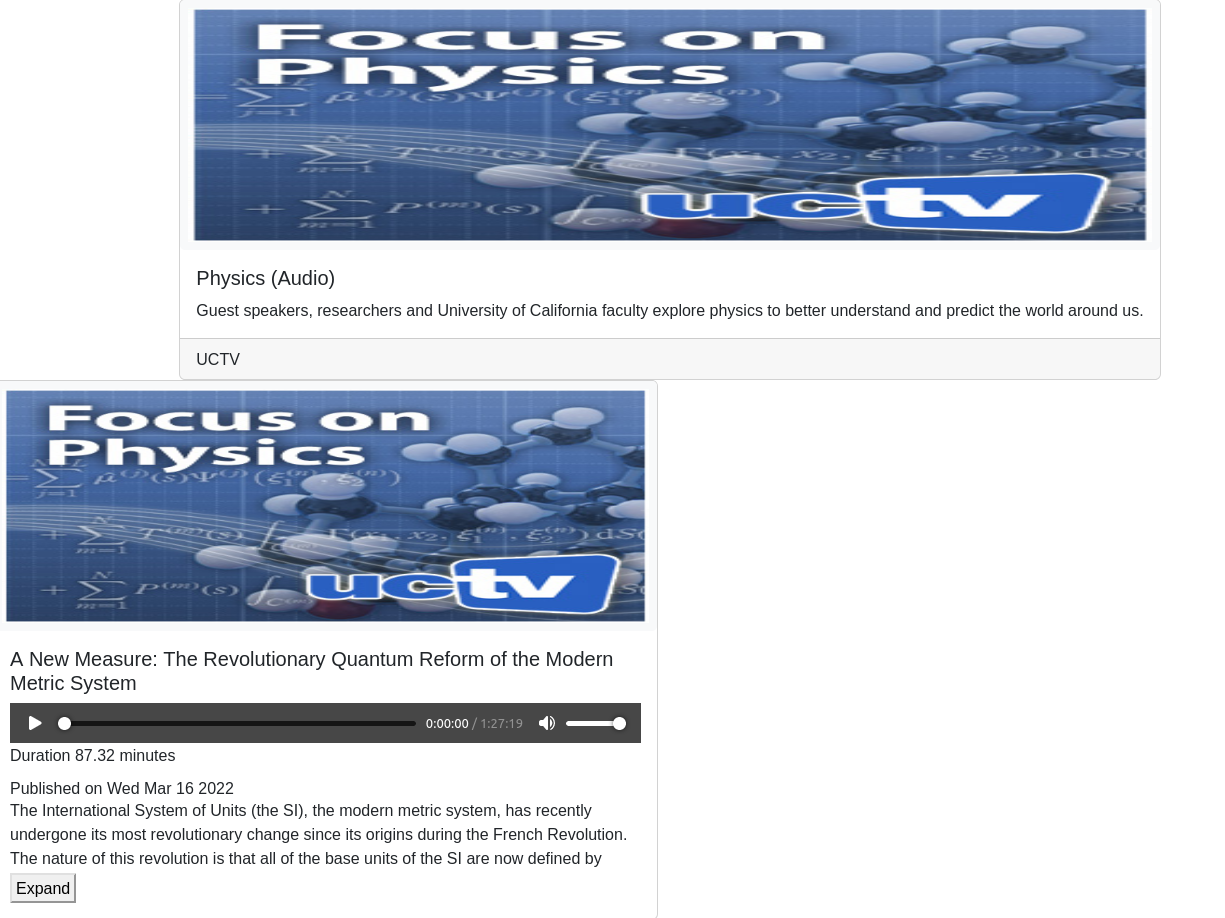 Focus on
Physics
uctv
Physics (Audio)
Guest speakers, researchers and University of California faculty explore physics to better understand and predict the world around us.
UCTV
Focus on
Physics
uctv
A New Measure: The Revolutionary Quantum Reform of the Modern
Metric System
0:00:00 / 1:27:19
Duration 87.32 minutes
Published on Wed Mar 16 2022
The International System of Units (the SI), the modern metric system, has recently
undergone its most revolutionary change since its origins during the French Revolution.
The nature of this revolution is that all of the base units of the SI are now defined by
Expand